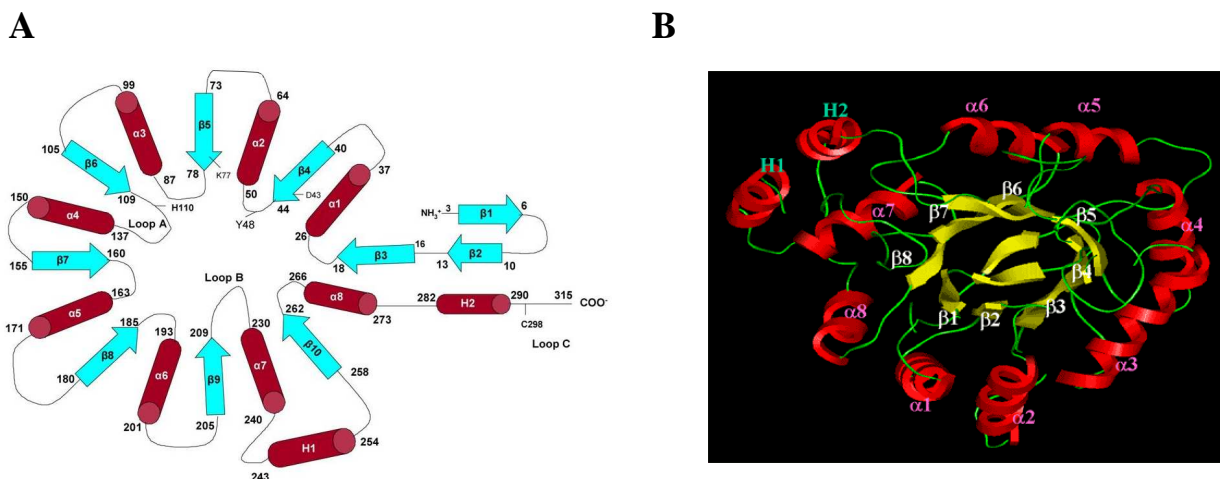 A
B
99
73
64
α3
β5
α2
105
β6
40
β4
37
K77
87
78
50
D43
44
109
H110
Y48
α1
150
α4
137
Loop A
26
NH₃⁺
3
β1
6
16
β3
18
13
β2
10
155
β7
160
163
Loop B
266
α8
273
282
H2
290
315
COO⁻
C298
Loop C
171
α5
185
193
209
230
262
β8
180
α6
β9
α7
β10
258
201
205
240
H1
254
243
H2
α6
α5
H1
β6
β7
β5
α7
α4
β8
β4
β1
β2
β3
α8
α3
α1
α2